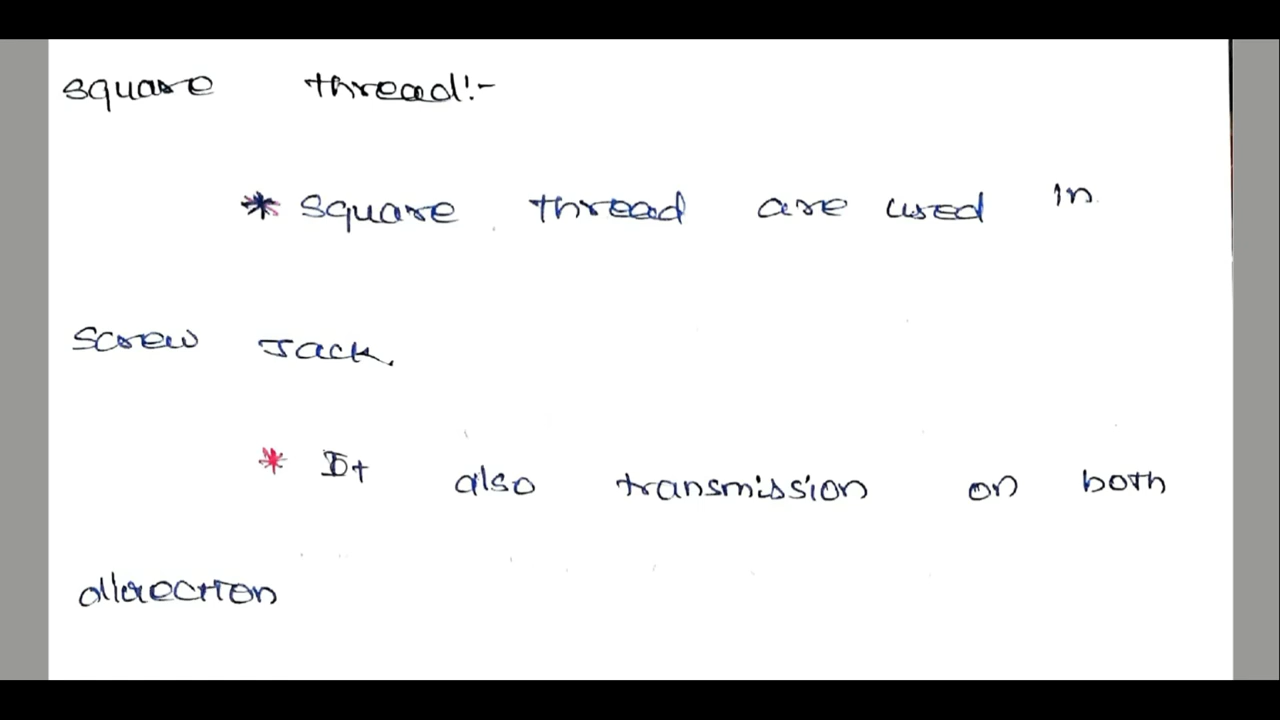 square thread:-
* square thread are used in
screw Jack.
* It also transmission on both
direction